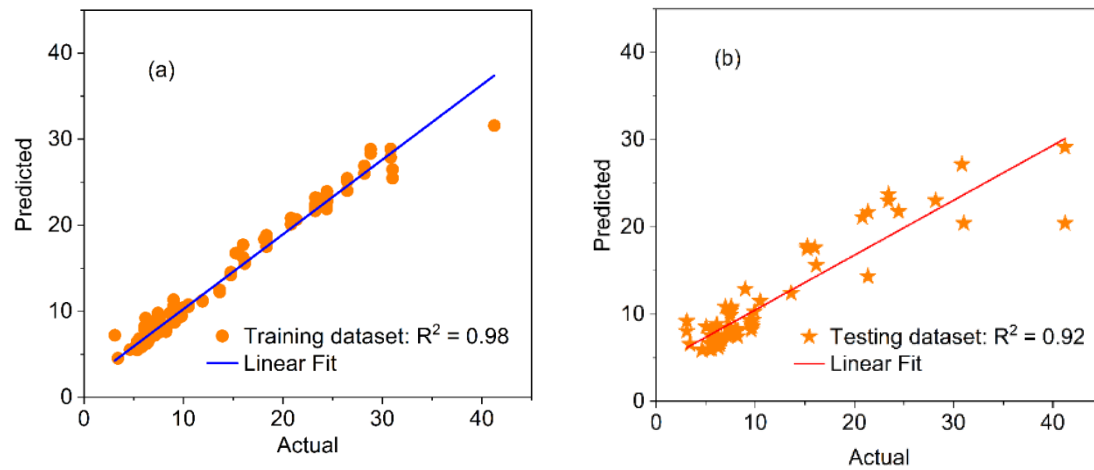 (a)
40
30
20
10
0
Predicted
Training dataset: R² = 0.98
Linear Fit
0 10 20 30 40
Actual
(b)
40
30
20
10
0
Predicted
Testing dataset: R² = 0.92
Linear Fit
0 10 20 30 40
Actual